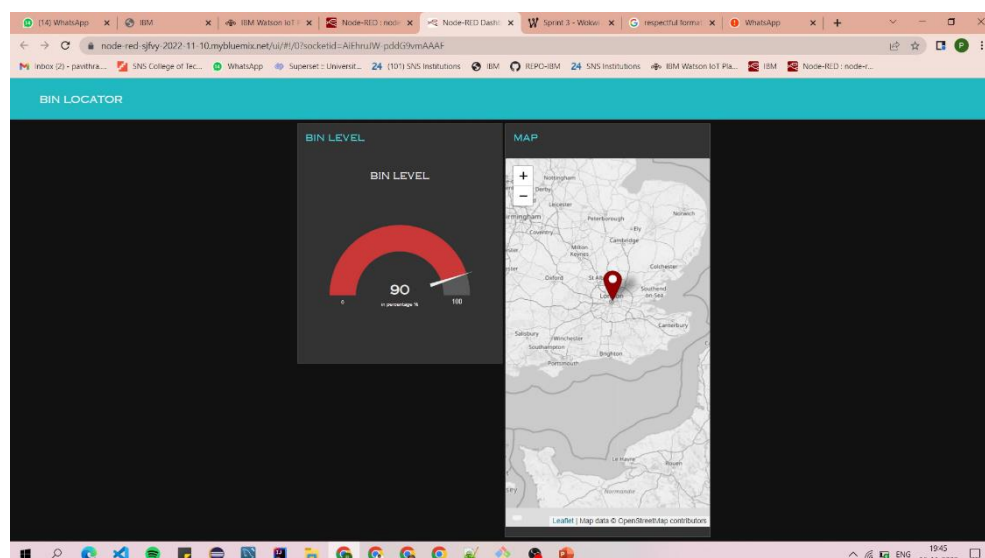 (14) WhatsApp
IBM
IBM Watson IoT P
Node-RED : node
Node-RED Dashb
Sprint 3 - Wokwi
respectful format
WhatsApp
node-red-sjfvy-2022-11-10.mybluemix.net/ui/#!/0?socketid=AiEhruJW-pddG9vmAAAF
Inbox (2) - pavithra...
SNS College of Tec...
WhatsApp
Superset :: Universit...
24 (101) SNS Institutions
IBM
REPO-IBM
24 SNS Institutions
IBM Watson IoT Pla...
IBM
Node-RED : node-r...
BIN LOCATOR
BIN LEVEL
BIN LEVEL
90
in percentage %
0
100
MAP
+
−
Nottingham
Derby
Leicester
Peterborough
Norwich
Coventry
Ely
Cambridge
Milton
Keynes
Colchester
Oxford
St Al
Southend
on-Sea
Canterbury
Salisbury
Winchester
Southampton
Brighton
Portsmouth
Le Havre
Rouen
Normandie
Leaflet | Map data © OpenStreetMap contributors
ENG
19:45